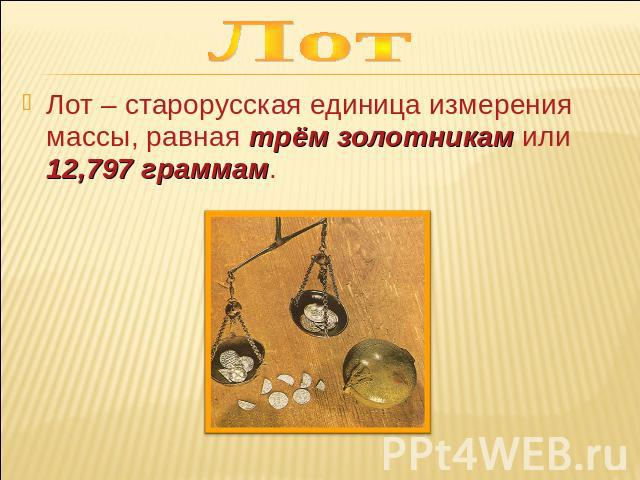 Лот
Лот – старорусская единица измерения
массы, равная трём золотникам или
12,797 граммам.
PPt4WEB.ru